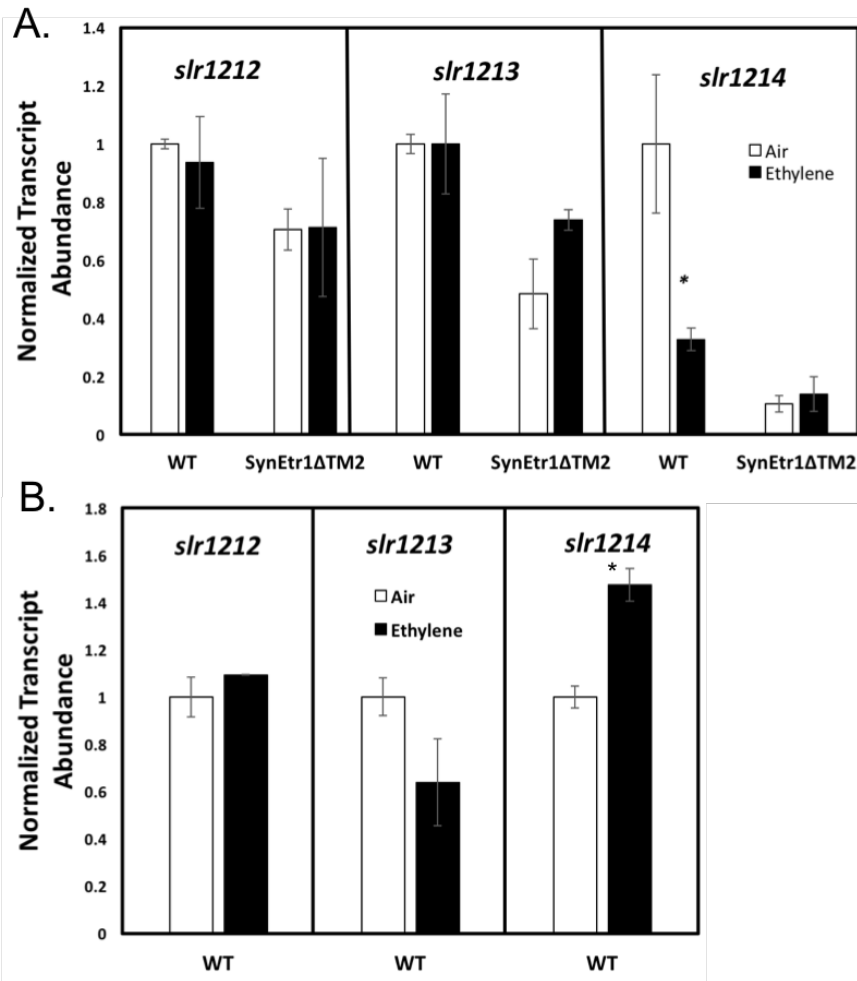 A.
Normalized Transcript
Abundance
1.4
1.2
1
0.8
0.6
0.4
0.2
0
slr1212
slr1213
slr1214
Air
Ethylene
*
WT
SynEtr1ΔTM2
WT
SynEtr1ΔTM2
WT
SynEtr1ΔTM2
B.
Normalized Transcript
Abundance
1.8
1.6
1.4
1.2
1
0.8
0.6
0.4
0.2
0
slr1212
slr1213
slr1214
*
Air
Ethylene
WT
WT
WT